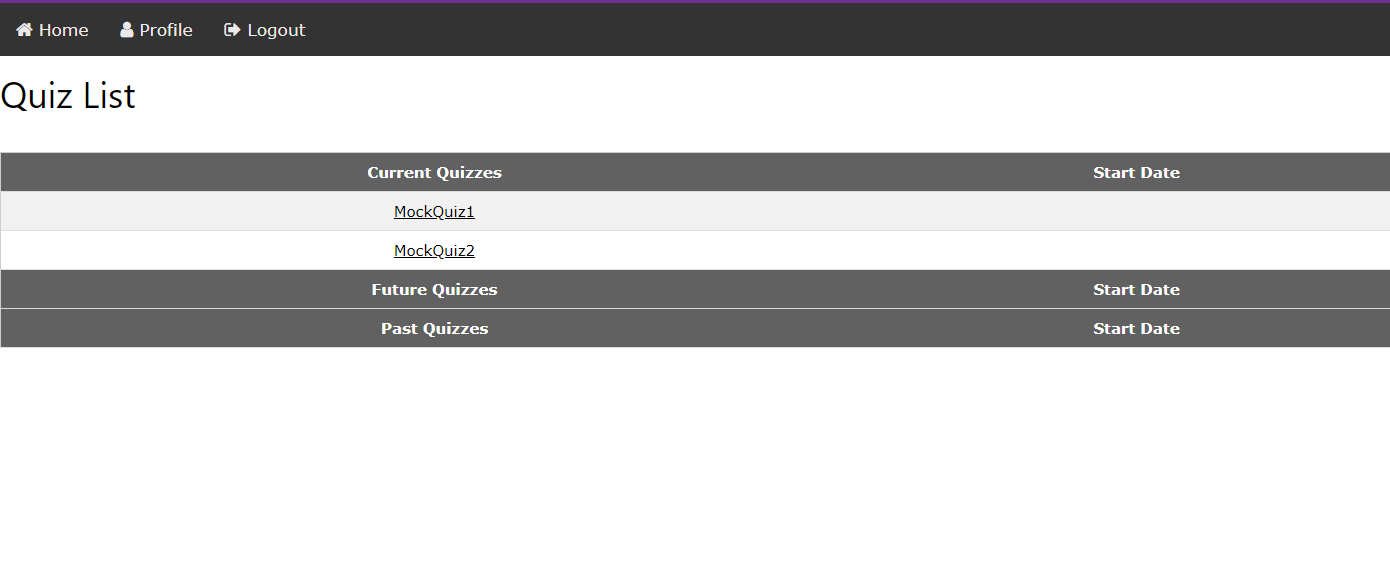 Home Profile Logout
Quiz List
Current Quizzes Start Date
MockQuiz1
MockQuiz2
Future Quizzes Start Date
Past Quizzes Start Date